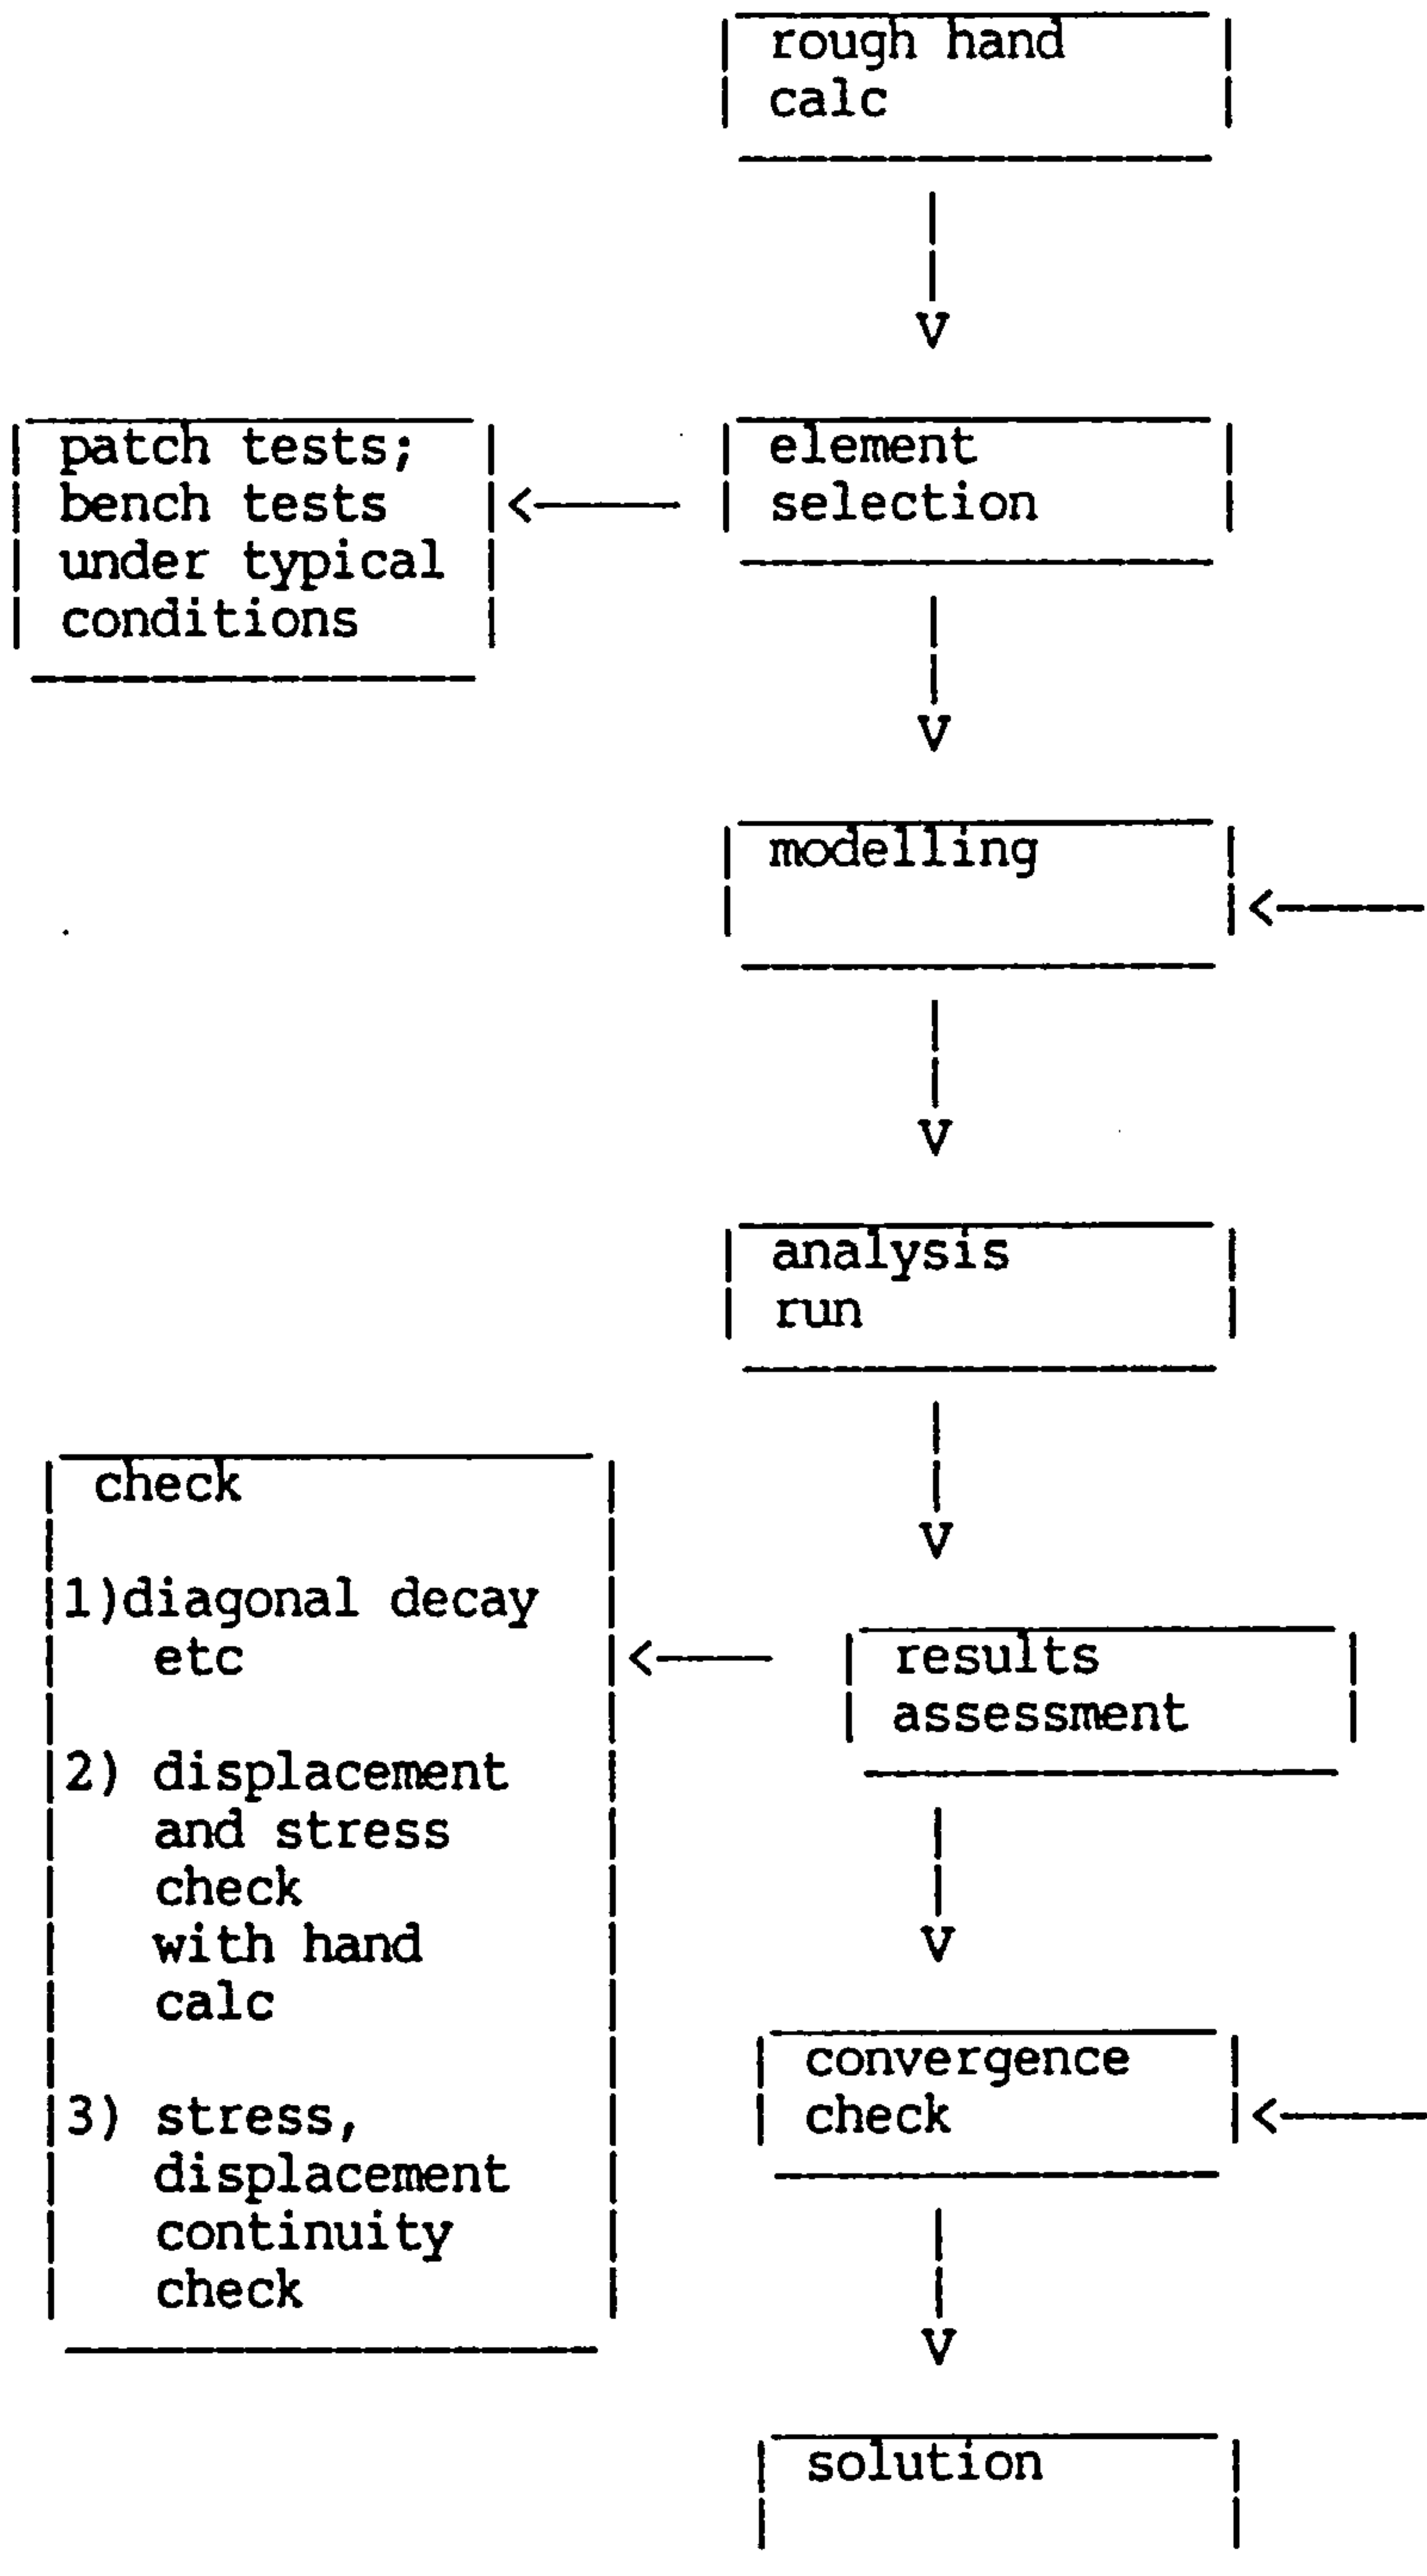 rough hand
calc
patch tests;
bench tests
under typical
conditions
element
selection
modelling
analysis
run
check
1)diagonal decay
etc
2) displacement
and stress
check
with hand
calc
3) stress,
displacement
continuity
check
results
assessment
convergence
check
solution